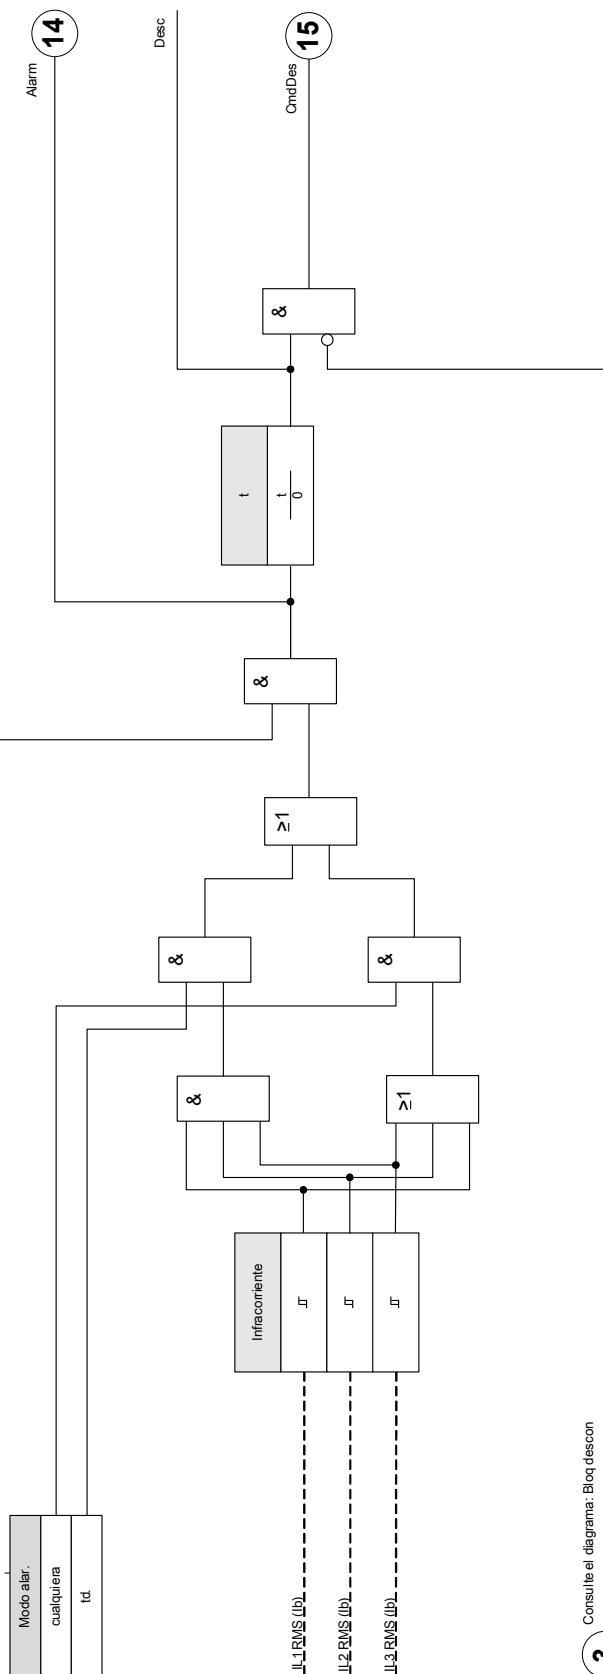 14
Alarm
Desc
15
CmdDes
&
t
t
0
&
≥1
&
&
&
≥1
Infracorriente
Modo alar.
cualquiera
td.
IL1 RMS (Ib)
IL2 RMS (Ib)
IL3 RMS (Ib)
Consulte el diagrama: Bloq descon